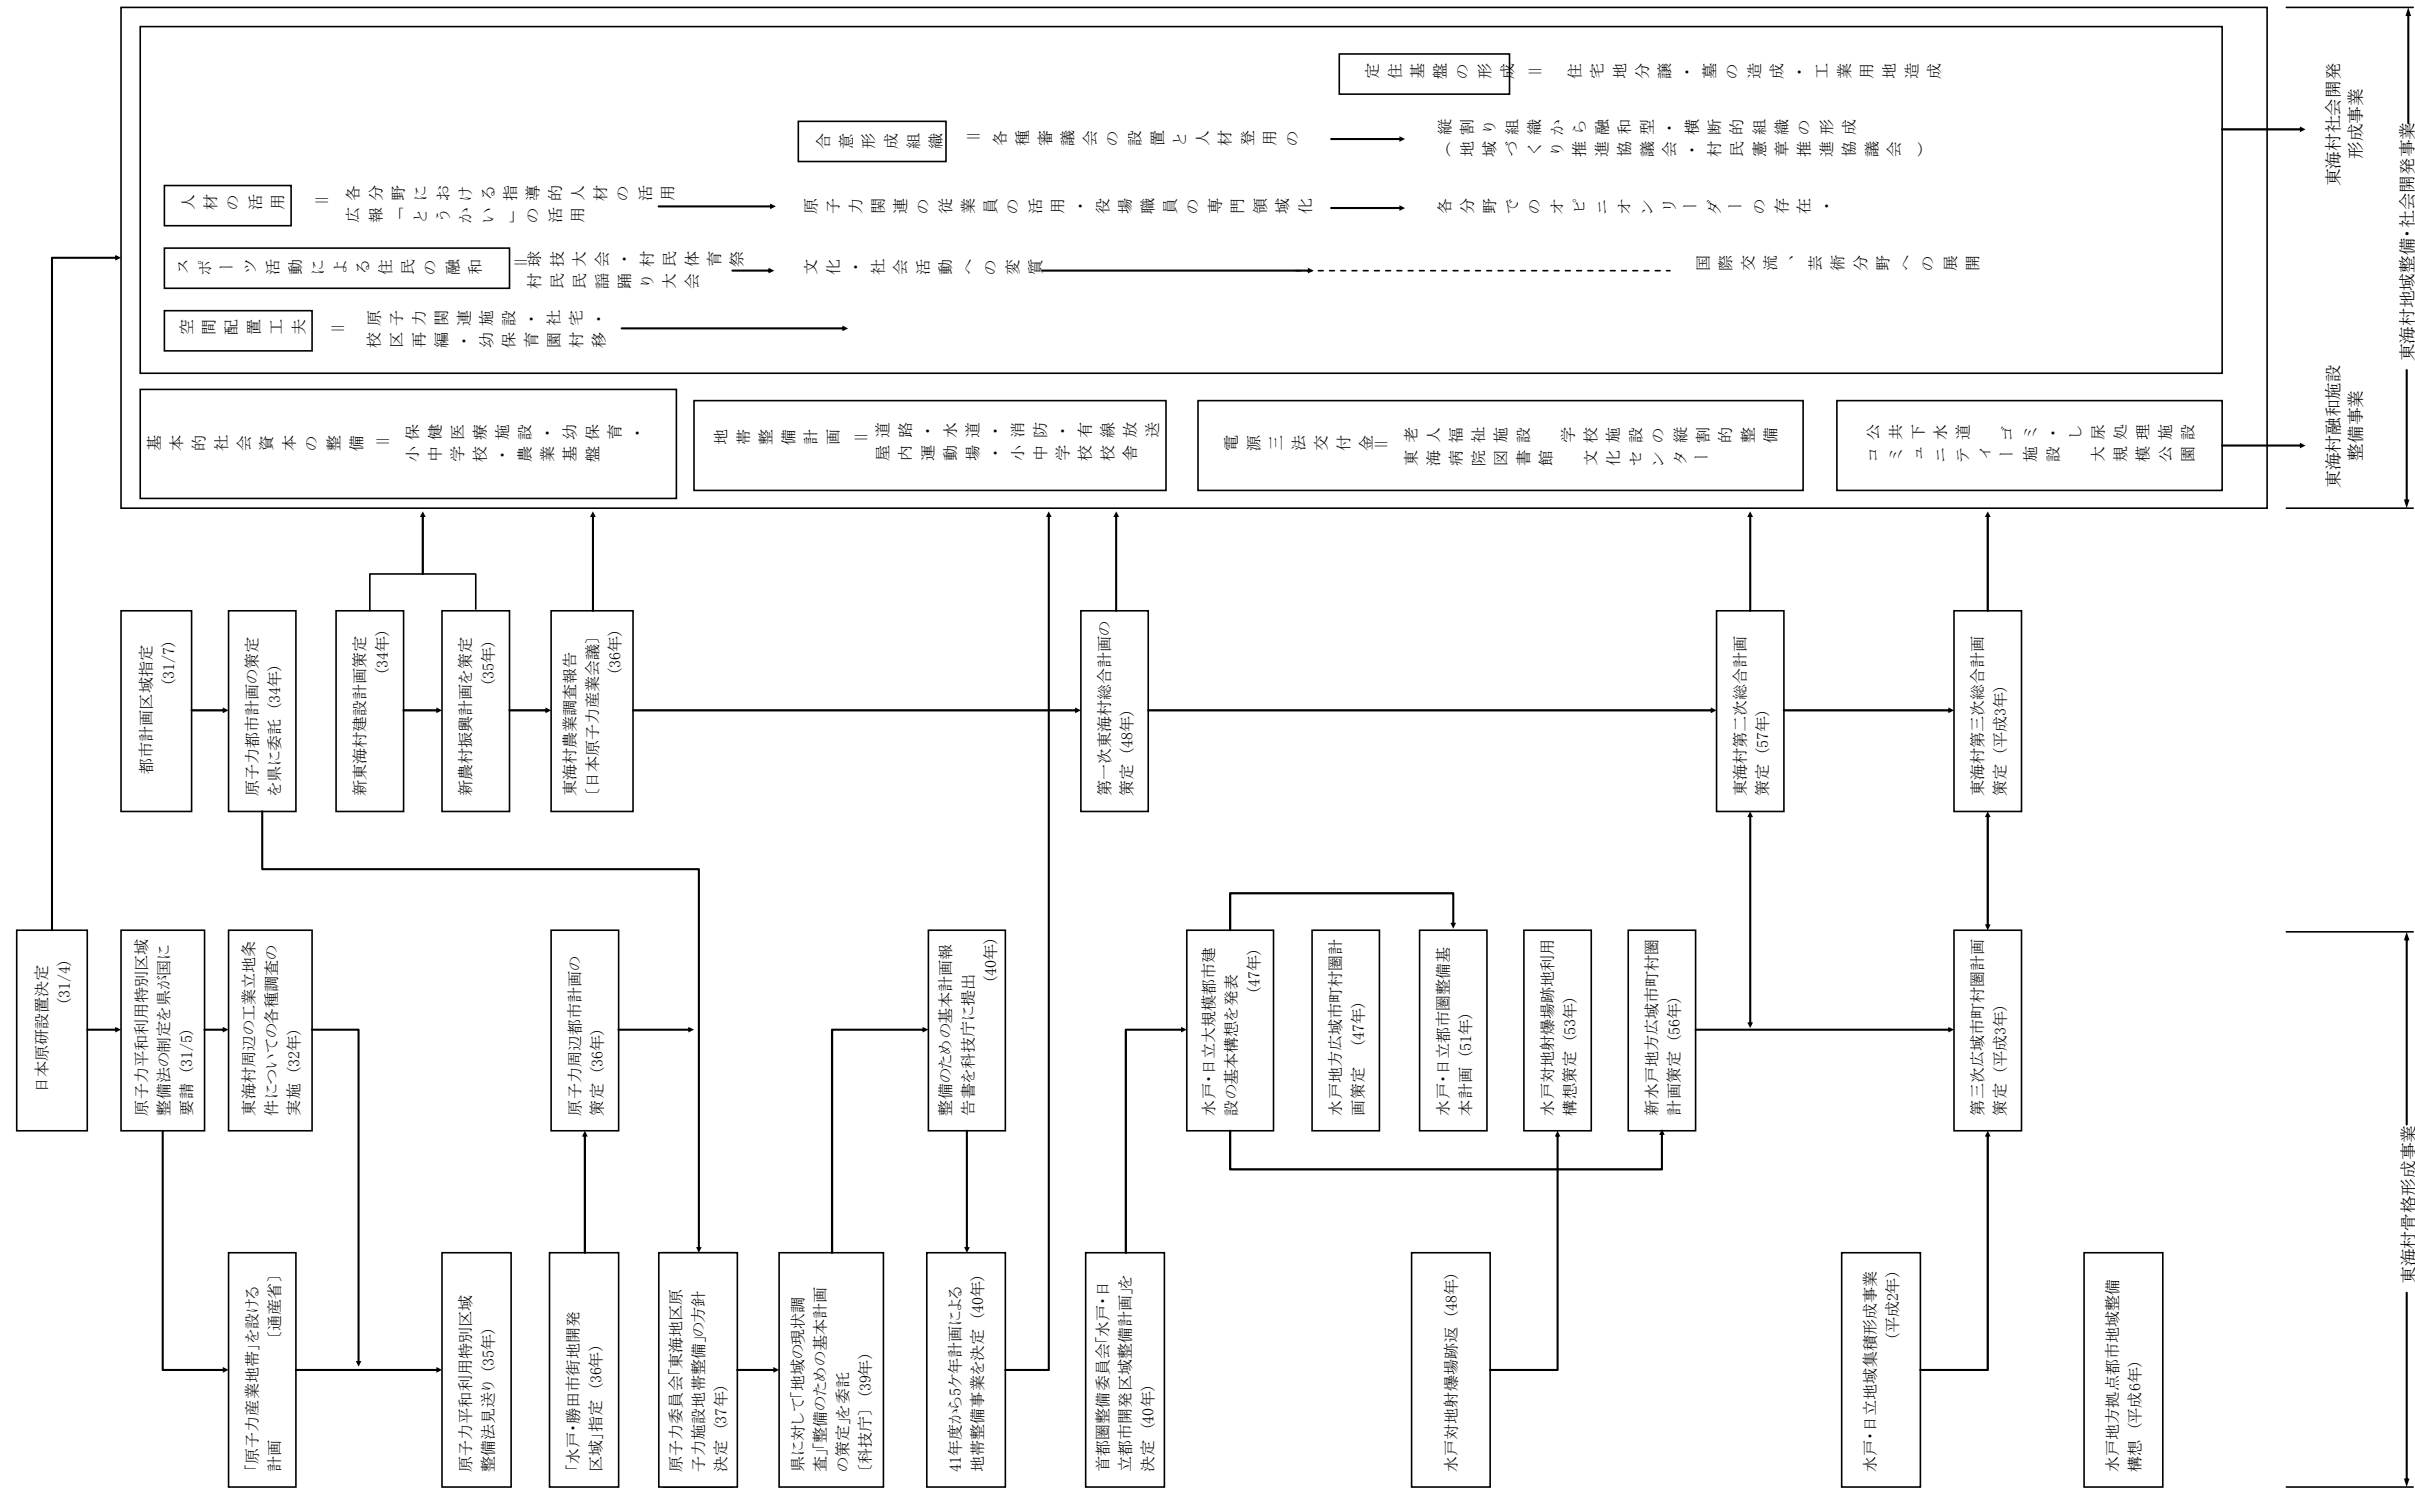 日本原研設置決定
(31/4)
原子力平和利用特別区域
整備法の制定を県が国に
要請 (31/5)
東海村周辺の工業立地条
件についての各種調査の
実施 (32年)
「原子力産業地帯」を設ける
計画 〔通産省〕
原子力平和利用特別区域
整備法見送り (35年)
「水戸・勝田市街地開発
区域」指定 (36年)
原子力周辺都市計画の
策定 (36年)
原子力委員会「東海地区原
子力施設地帯整備」の方針
決定 (37年)
県に対して「地域の現状調
査」「整備のための基本計画
の策定」を委託
〔科技庁〕 (39年)
整備のための基本計画報
告書を科技庁に提出
(40年)
41年度から5ケ年計画による
地帯整備事業を決定 (40年)
首都圏整備委員会「水戸・日
立都市開発区域整備計画」を
決定 (40年)
水戸・日立大規模都市建
設の基本構想を発表
(47年)
水戸地方広域市町村圏計
画策定 (47年)
水戸・日立都市圏整備基
本計画 (51年)
水戸対地射爆場跡地利用
構想策定 (53年)
新水戸地方広域市町村圏
計画策定 (56年)
水戸対地射爆場跡返 (48年)
第三次広域市町村圏計画
策定 (平成3年)
水戸・日立地域集積形成事業
(平成2年)
水戸地方拠点都市地域整備
構想 (平成6年)
東海村骨格形成事業
都市計画区域指定
(31/7)
原子力都市計画の策定
を県に委託 (34年)
新東海村建設計画策定
(34年)
新農村振興計画を策定
(35年)
東海村農業調査報告
〔日本原子力産業会議〕
(36年)
第一次東海村総合計画の
策定 (48年)
東海村第二次総合計画
策定 (57年)
東海村第三次総合計画
策定 (平成3年)
基本的社会資本の整備 =
保健医療施設・幼保育・
小中学校・農業基盤
地帯整備計画 =
道路・水道・消防・有線放送
屋内運動場・小中学校校舎
電源三法交付金=
老人福祉施設 学校施設の縦割的整備
東海病院図書館 文化センター
公共下水道 ゴミ・し尿処理施設
コミュニティー施設 大規模公園
空間配置工夫 =
原子力関連施設・社宅・
校区再編・幼保育園村移
スポーツ活動による住民の融和
=球技大会・村民体育祭
村民民謡踊り大会
文化・社会活動への変質
国際交流、芸術分野への展開
人材の活用 =
各分野における指導的人材の活用
広報「とうかい」の活用
原子力関連の従業員の活用・役場職員の専門領域化
各分野でのオピニオンリーダーの存在・
合意形成組織 = 各種審議会の設置と人材登用の
縦割り組織から融和型・横断的組織の形成
(地域づくり推進協議会・村民憲章推進協議会)
定住基盤の形成 = 住宅地分譲・墓の造成・工業用地造成
東海村社会開発
形成事業
東海村融和施設
整備事業
東海村地域整備・社会開発事業